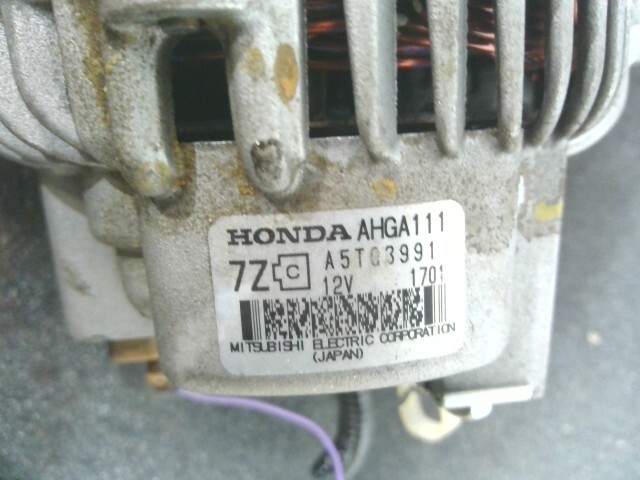 HONDA AHGA111
7Z C A5TG3991
12V 1701
MITSUBISHI ELECTRIC CORPORATION
(JAPAN)